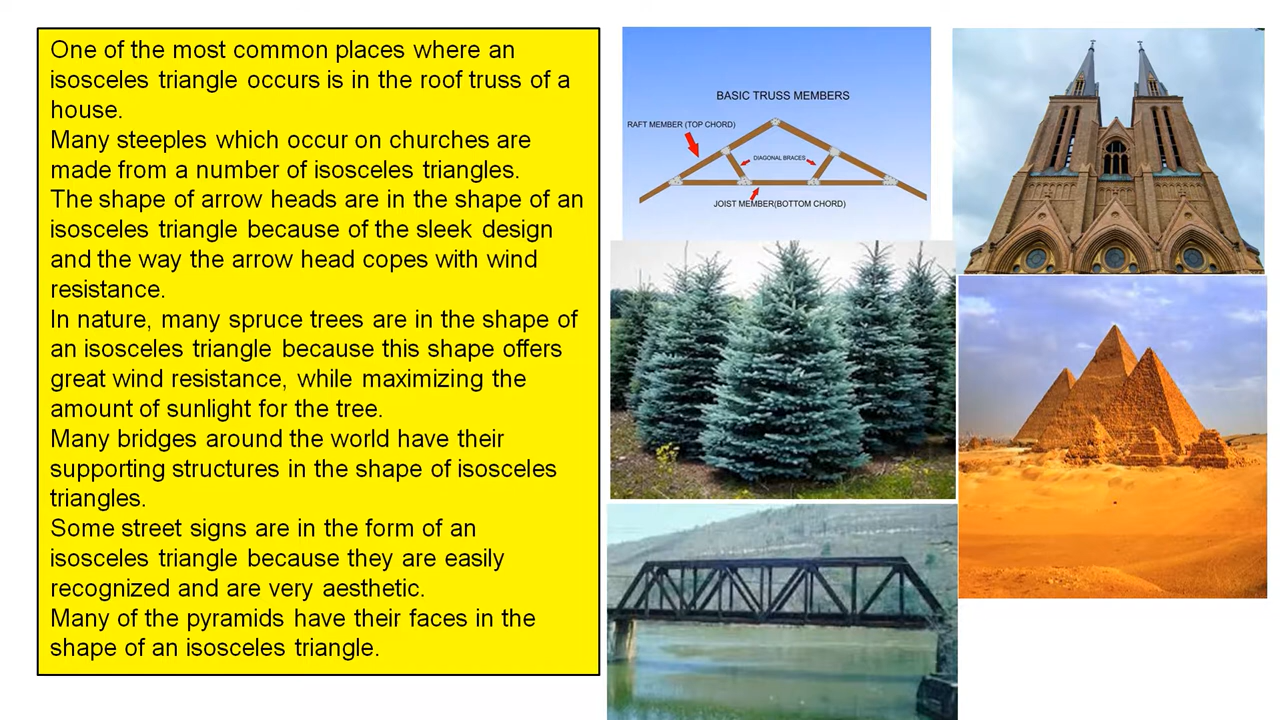 One of the most common places where an
isosceles triangle occurs is in the roof truss of a
house.
Many steeples which occur on churches are
made from a number of isosceles triangles.
The shape of arrow heads are in the shape of an
isosceles triangle because of the sleek design
and the way the arrow head copes with wind
resistance.
In nature, many spruce trees are in the shape of
an isosceles triangle because this shape offers
great wind resistance, while maximizing the
amount of sunlight for the tree.
Many bridges around the world have their
supporting structures in the shape of isosceles
triangles.
Some street signs are in the form of an
isosceles triangle because they are easily
recognized and are very aesthetic.
Many of the pyramids have their faces in the
shape of an isosceles triangle.
BASIC TRUSS MEMBERS
RAFT MEMBER (TOP CHORD)
DIAGONAL BRACES
JOIST MEMBER(BOTTOM CHORD)